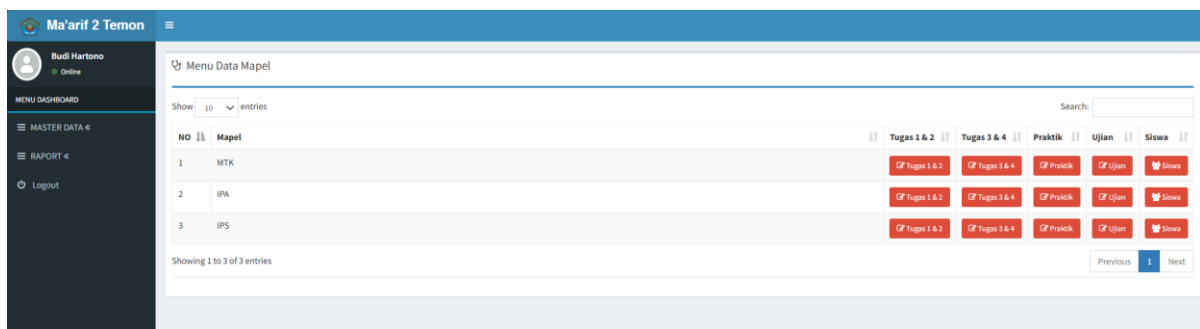 Ma'arif 2 Temon
Budi Hartono
Online
MENU DASHBOARD
MASTER DATA «
RAPORT «
Logout
Menu Data Mapel
Show 10 entries Search:
NO Mapel Tugas 1 & 2 Tugas 3 & 4 Praktik Ujian Siswa
1 MTK Tugas 1 & 2 Tugas 3 & 4 Praktik Ujian Siswa
2 IPA Tugas 1 & 2 Tugas 3 & 4 Praktik Ujian Siswa
3 IPS Tugas 1 & 2 Tugas 3 & 4 Praktik Ujian Siswa
Showing 1 to 3 of 3 entries Previous 1 Next